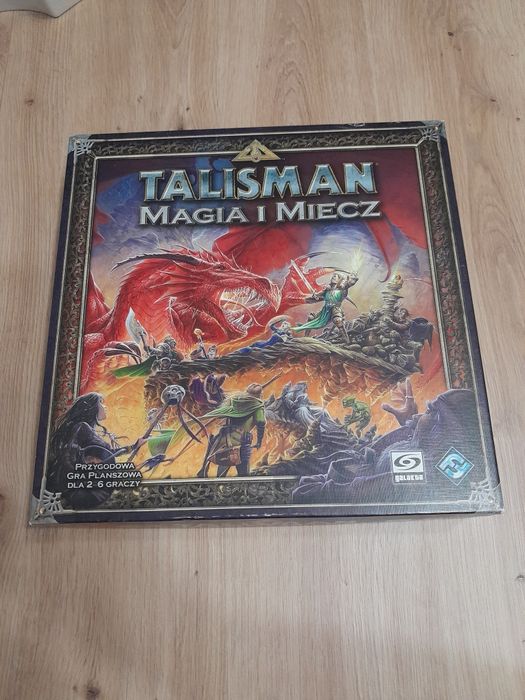 TALISMAN
MAGIA I MIECZ
PRZYGODOWA
GRA PLANSZOWA
DLA 2-6 GRACZY
galakta